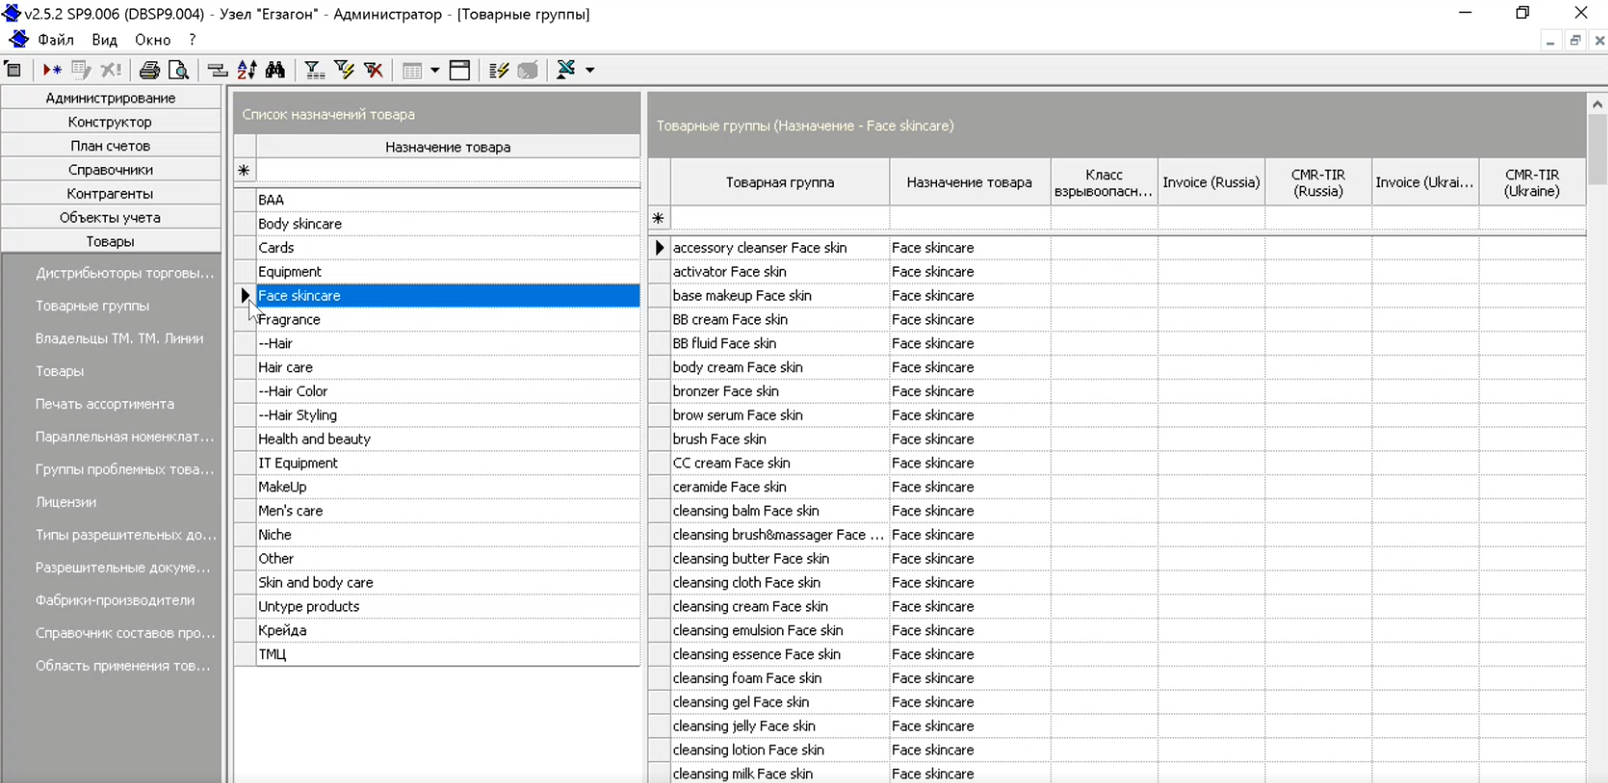 v2.5.2 SP9.006 (DBSP9.004) - Узел "Егзагон" - Администратор - [Товарные группы]
Файл Вид Окно ?
Администрирование
Конструктор
План счетов
Справочники
Контрагенты
Объекты учета
Товары
Дистрибьюторы торговы...
Товарные группы
Владельцы ТМ. ТМ. Линии
Товары
Печать ассортимента
Параллельная номенклат...
Группы проблемных това...
Лицензии
Типы разрешительных до...
Разрешительные докуме...
Фабрики-производители
Справочник составов про...
Область применения тов...
Список назначений товара
Назначение товара
BAA
Body skincare
Cards
Equipment
Face skincare
Fragrance
--Hair
Hair care
--Hair Color
--Hair Styling
Health and beauty
IT Equipment
MakeUp
Men's care
Niche
Other
Skin and body care
Untype products
Крейда
ТМЦ
Товарные группы (Назначение - Face skincare)
Товарная группа Назначение товара Класс взрывоопасн... Invoice (Russia) CMR-TIR (Russia) Invoice (Ukrai... CMR-TIR (Ukraine)
accessory cleanser Face skin Face skincare
activator Face skin Face skincare
base makeup Face skin Face skincare
BB cream Face skin Face skincare
BB fluid Face skin Face skincare
body cream Face skin Face skincare
bronzer Face skin Face skincare
brow serum Face skin Face skincare
brush Face skin Face skincare
CC cream Face skin Face skincare
ceramide Face skin Face skincare
cleansing balm Face skin Face skincare
cleansing brush&massager Face ... Face skincare
cleansing butter Face skin Face skincare
cleansing cloth Face skin Face skincare
cleansing cream Face skin Face skincare
cleansing emulsion Face skin Face skincare
cleansing essence Face skin Face skincare
cleansing foam Face skin Face skincare
cleansing gel Face skin Face skincare
cleansing jelly Face skin Face skincare
cleansing lotion Face skin Face skincare
cleansing milk Face skin Face skincare